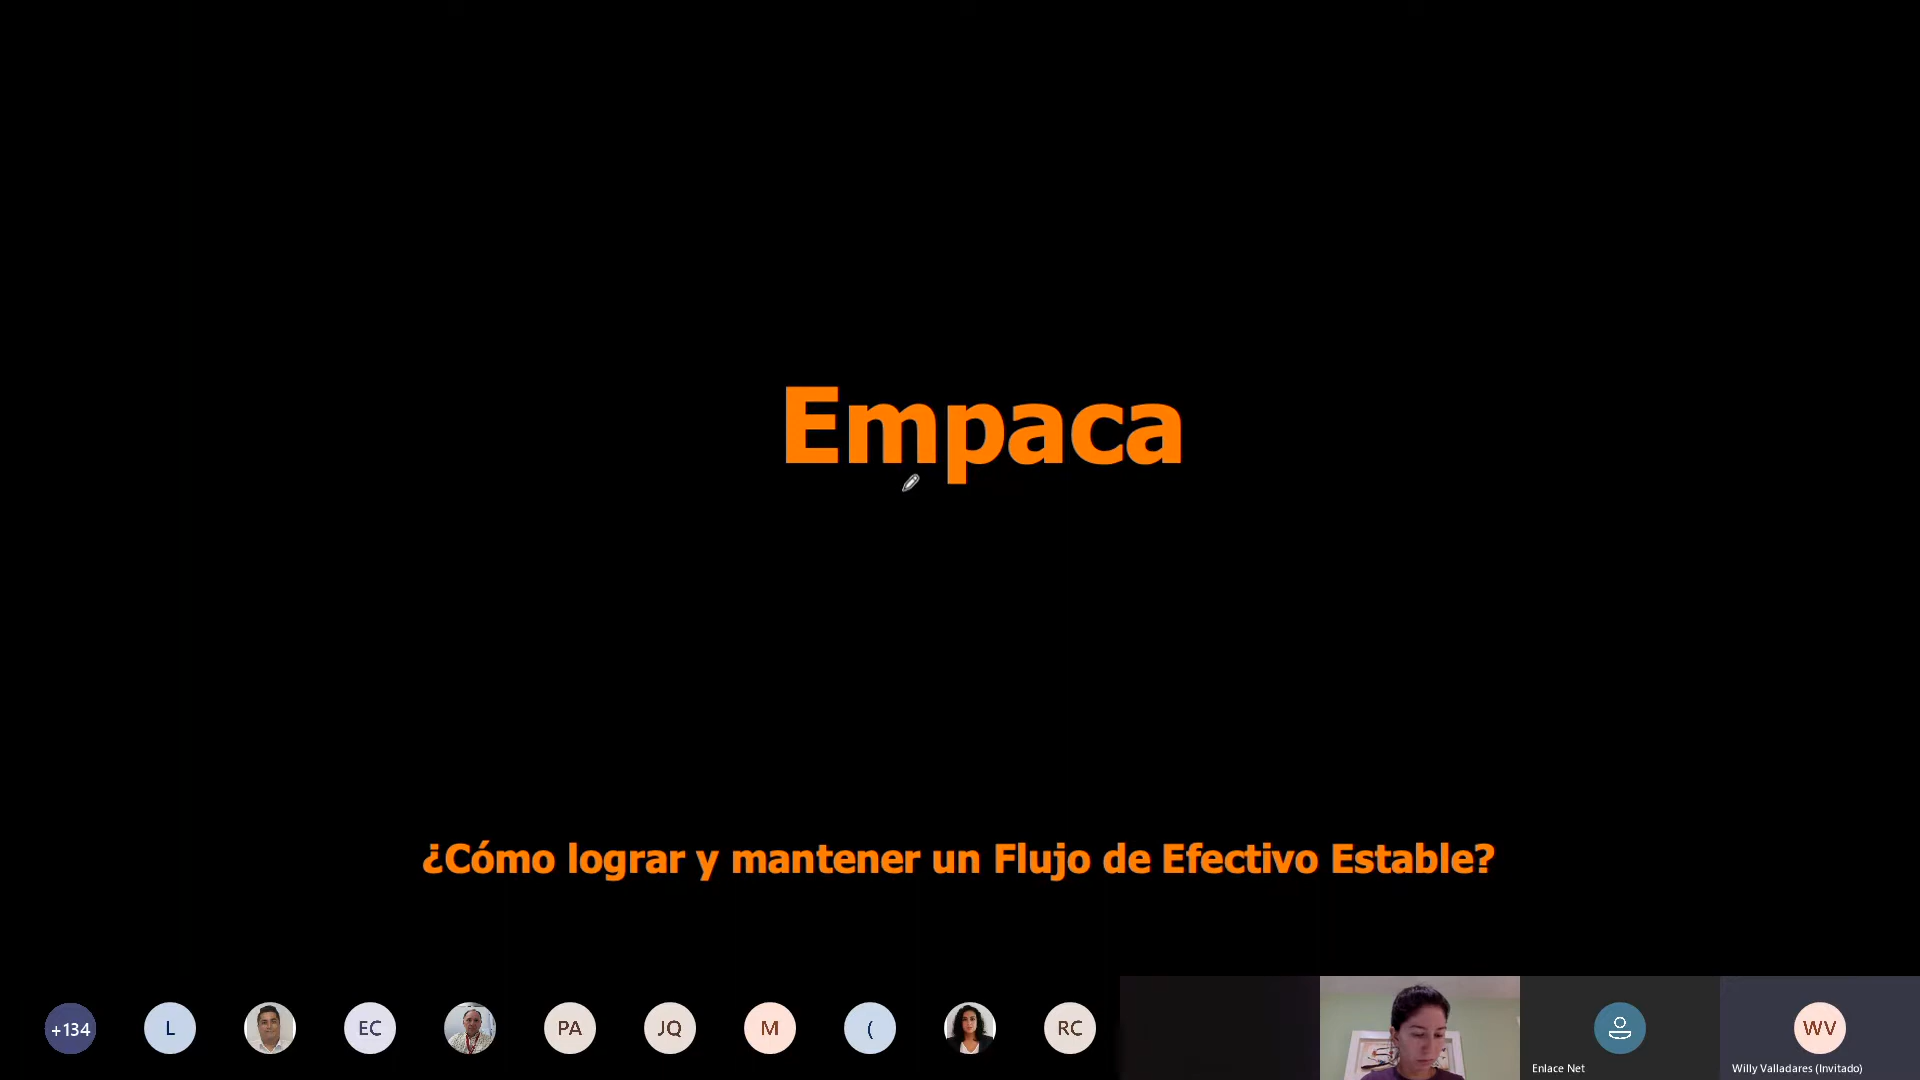 Empaca
¿Cómo lograr y mantener un Flujo de Efectivo Estable?
+134
L
EC
PA
JQ
M
(
RC
WV
Enlace Net
Willy Valladares (Invitado)